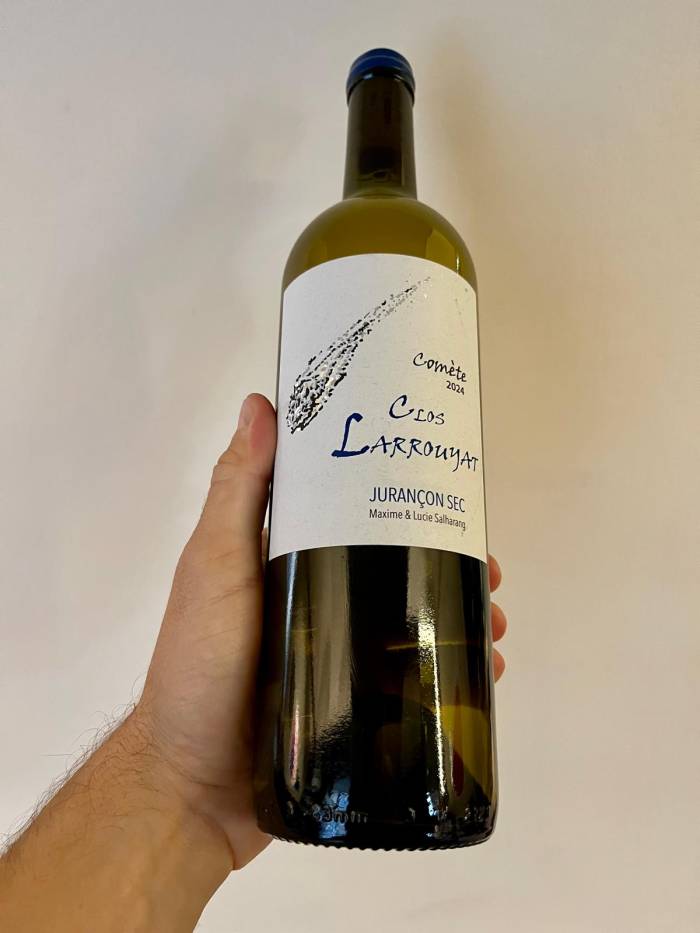 Comète
2024
Clos
Larrouyat
JURANÇON SEC
Maxime & Lucie Salharang